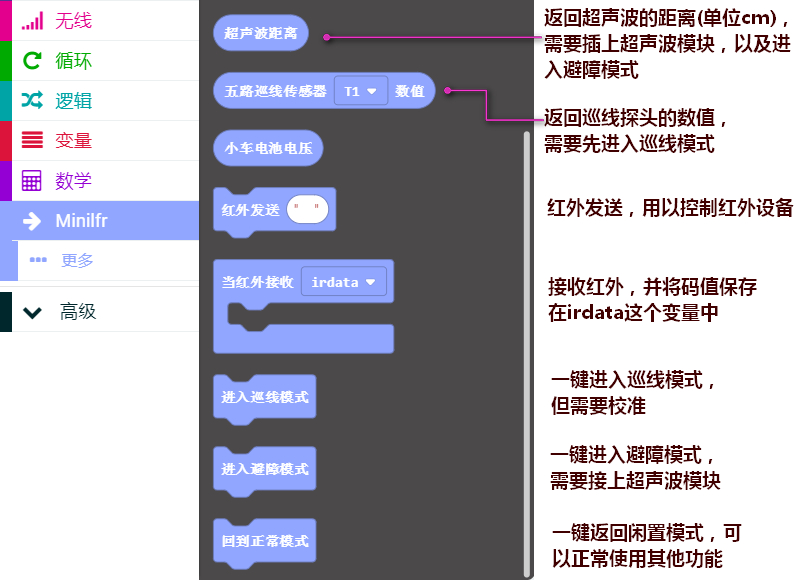 无线
循环
逻辑
变量
数学
Minilfr
更多
高级
超声波距离
五路巡线传感器 T1 数值
小车电池电压
红外发送 " "
当红外接收 irdata
进入巡线模式
进入避障模式
回到正常模式
返回超声波的距离(单位cm)，
需要插上超声波模块，以及进
入避障模式
返回巡线探头的数值，
需要先进入巡线模式
红外发送，用以控制红外设备
接收红外，并将码值保存
在irdata这个变量中
一键进入巡线模式，
但需要校准
一键进入避障模式，
需要接上超声波模块
一键返回闲置模式，可
以正常使用其他功能